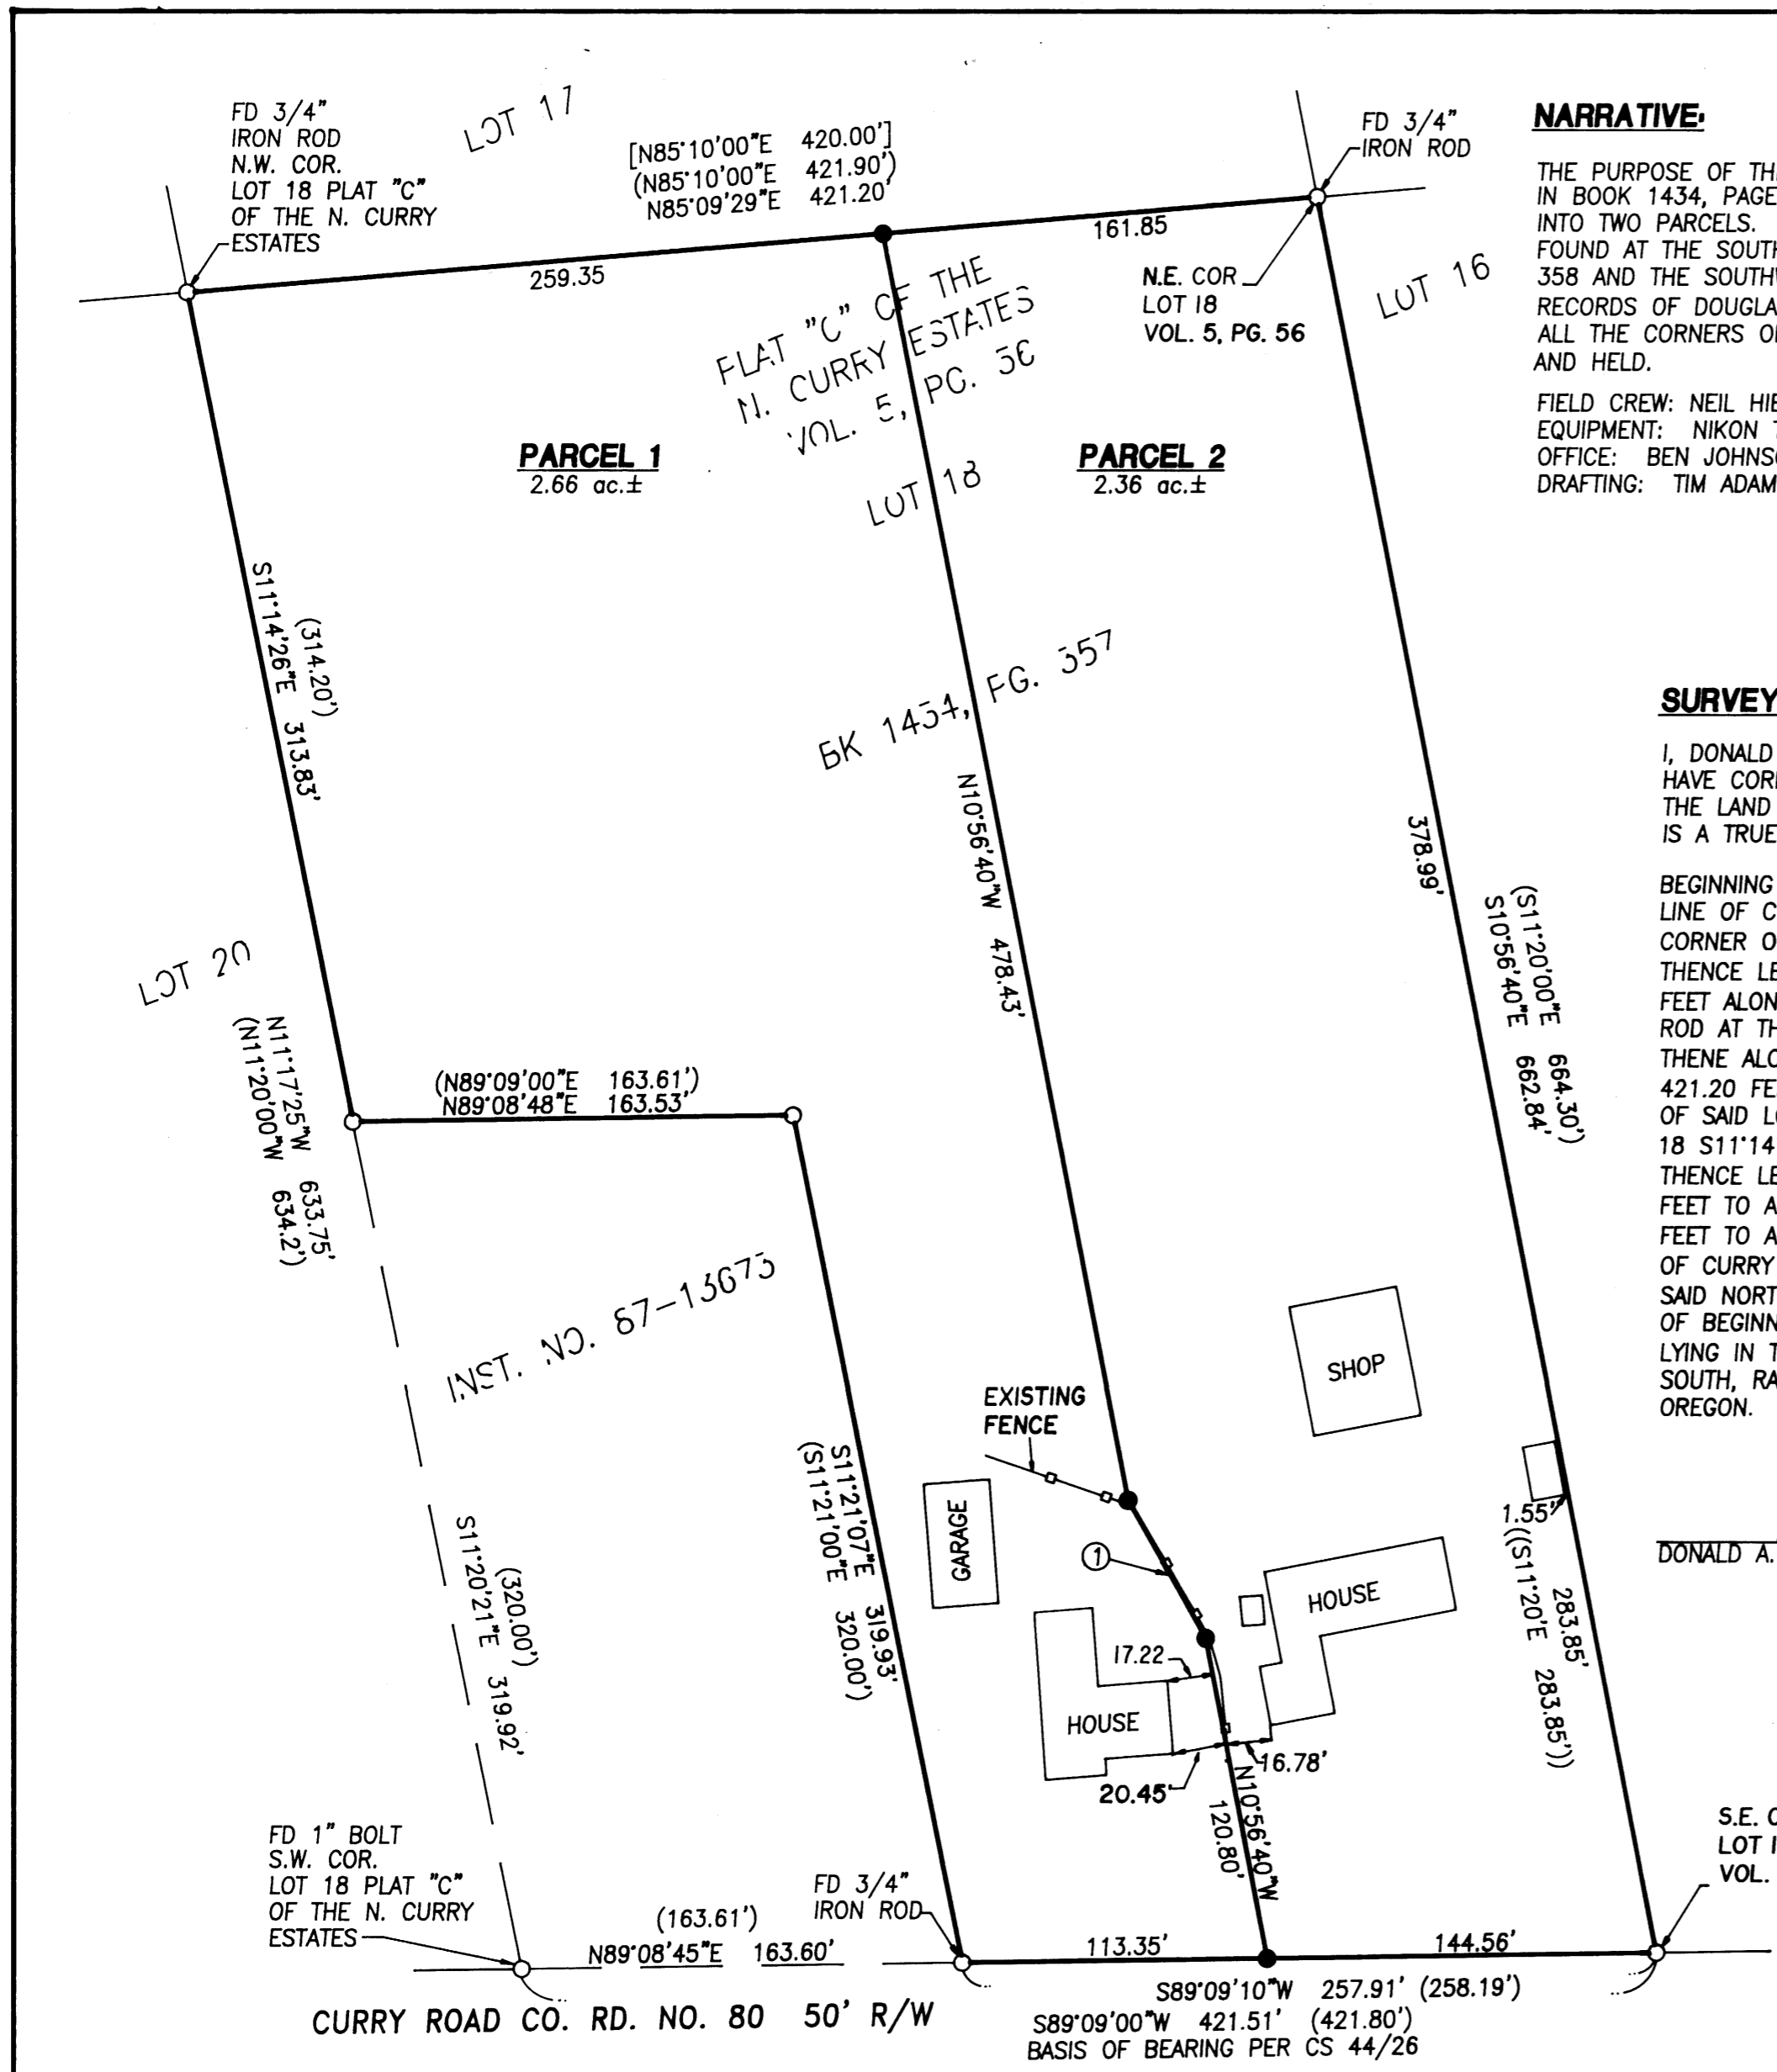 FD 3/4"
IRON ROD
N.W. COR.
LOT 18 PLAT "C"
OF THE N. CURRY
ESTATES
LOT 17
[N85°10'00"E 420.00']
(N85°10'00"E 421.90')
N85°09'29"E 421.20'
259.35
161.85
FD 3/4"
IRON ROD
N.E. COR
LOT 18
VOL. 5, PG. 56
LOT 16
PLAT "C" OF THE
N. CURRY ESTATES
VOL. 5, PG. 56
LOT 18
PARCEL 1
2.66 ac.±
PARCEL 2
2.36 ac.±
BK 1434, PG. 357
(314.20')
S11°14'26"E 313.83'
N10°56'40"W 478.43'
378.99'
(S11°20'00"E 664.30')
S10°56'40"E 662.84'
LOT 20
N11°17'25"W 633.75'
(N11°20'00"W 634.2')
(N89°09'00"E 163.61')
N89°08'48"E 163.53'
INST. NO. 87-13673
(320.00')
S11°20'21"E 319.92'
S11°21'07"E 319.93'
(S11°21'00"E 320.00')
EXISTING
FENCE
GARAGE
1
SHOP
HOUSE
HOUSE
17.22
20.45'
16.78'
1.55'
283.85'
((S11°20'E 283.85'))
N10°56'40"W
120.80'
FD 1" BOLT
S.W. COR.
LOT 18 PLAT "C"
OF THE N. CURRY
ESTATES
FD 3/4"
IRON ROD
(163.61')
N89°08'45"E 163.60'
113.35'
144.56'
S89°09'10"W 257.91' (258.19')
S89°09'00"W 421.51' (421.80')
BASIS OF BEARING PER CS 44/26
CURRY ROAD CO. RD. NO. 80 50' R/W
S.E. C
LOT 1
VOL.
NARRATIVE:
THE PURPOSE OF TH
IN BOOK 1434, PAGE
INTO TWO PARCELS.
FOUND AT THE SOUTH
358 AND THE SOUTHW
RECORDS OF DOUGLA
ALL THE CORNERS O
AND HELD.
FIELD CREW: NEIL HIE
EQUIPMENT: NIKON T
OFFICE: BEN JOHNS
DRAFTING: TIM ADAM
SURVEY
I, DONALD
HAVE COR
THE LAND
IS A TRUE
BEGINNING
LINE OF C
CORNER O
THENCE LE
FEET ALON
ROD AT TH
THENE ALO
421.20 FE
OF SAID L
18 S11°14
THENCE LE
FEET TO A
FEET TO A
OF CURRY
SAID NORT
OF BEGINN
LYING IN T
SOUTH, RA
OREGON.
DONALD A.